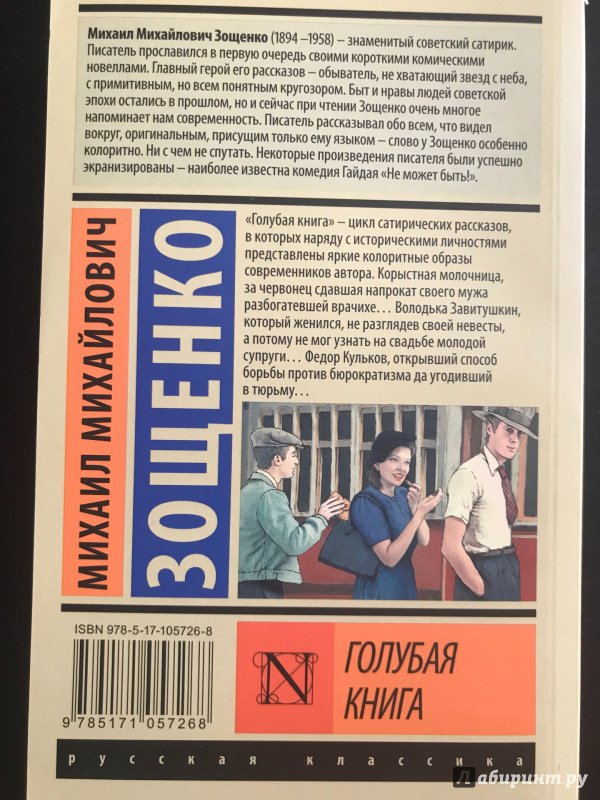 Михаил Михайлович Зощенко (1894 –1958) – знаменитый советский сатирик.
Писатель прославился в первую очередь своими короткими комическими
новеллами. Главный герой его рассказов – обыватель, не хватающий звезд с неба,
с примитивным, но всем понятным кругозором. Быт и нравы людей советской
эпохи остались в прошлом, но и сейчас при чтении Зощенко очень многое
напоминает нам современность. Писатель рассказывал обо всем, что видел
вокруг, оригинальным, присущим только ему языком – слово у Зощенко особенно
колоритно. Ни с чем не спутать. Некоторые произведения писателя были успешно
экранизированы – наиболее известна комедия Гайдая «Не может быть!».
МИХАИЛ МИХАЙЛОВИЧ
ЗОЩЕНКО
«Голубая книга» – цикл сатирических рассказов,
в которых наряду с историческими личностями
представлены яркие колоритные образы
современников автора. Корыстная молочница,
за червонец сдавшая напрокат своего мужа
разбогатевшей врачихе… Володька Завитушкин,
который женился, не разглядев своей невесты,
а потому не мог узнать на свадьбе молодой
супруги… Федор Кульков, открывший способ
борьбы против бюрократизма да угодивший
в тюрьму…
ISBN 978-5-17-105726-8
9 785171 057268
N
ГОЛУБАЯ
КНИГА
русская классика
Лабиринт.ру